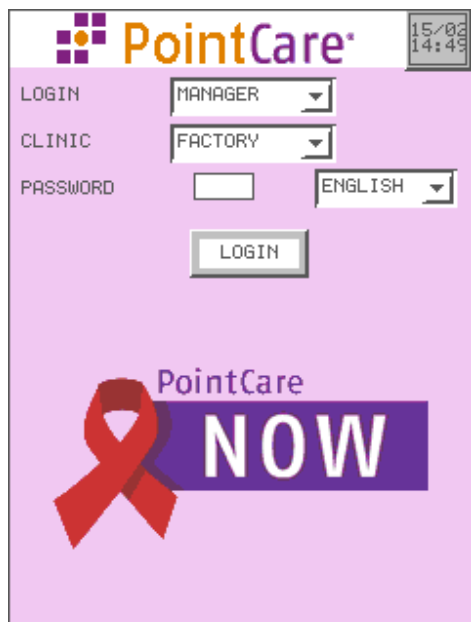 PointCare
15/02
14:49
LOGIN MANAGER
CLINIC FACTORY
PASSWORD ENGLISH
LOGIN
PointCare
NOW